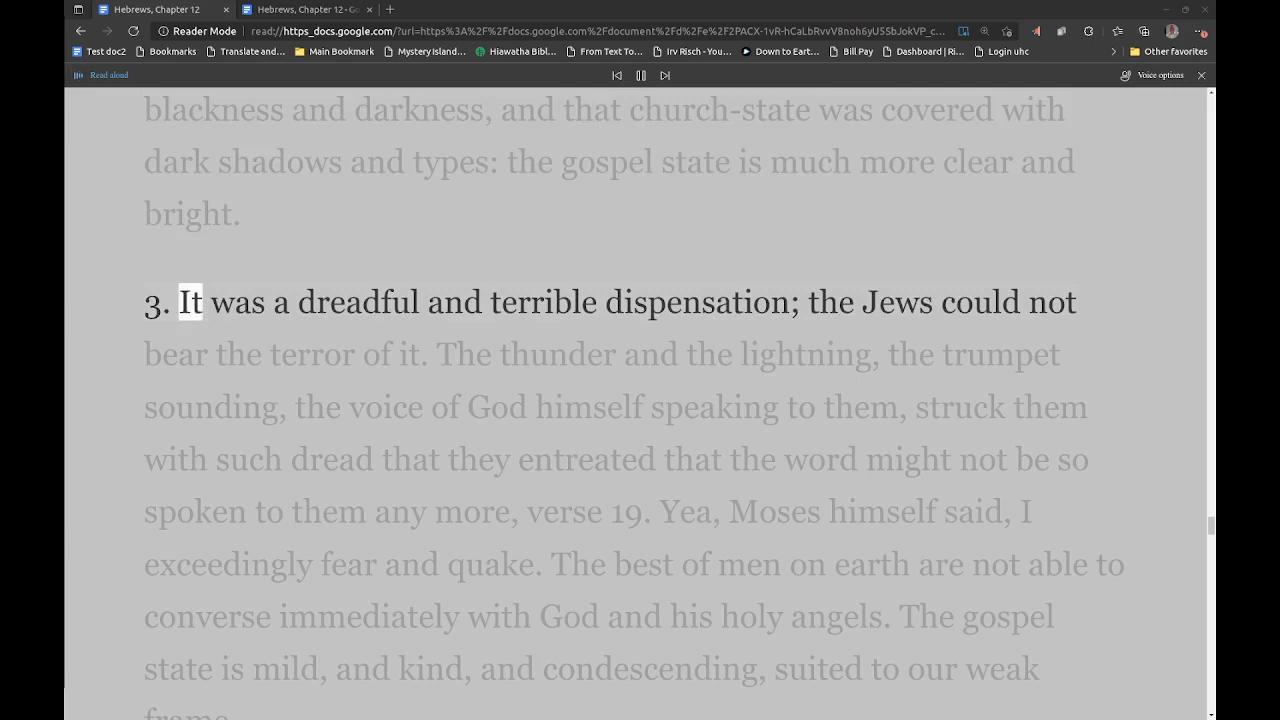 Hebrews, Chapter 12
Hebrews, Chapter 12 - Go
Reader Mode
read://https_docs.google.com/?url=https%3A%2F%2Fdocs.google.com%2Fdocument%2Fd%2Fe%2F2PACX-1vR-hCaLbRvvV8noh6yU5SbJokVP_c...
Test doc2
Bookmarks
Translate and...
Main Bookmark
Mystery Island...
Hiawatha Bibl...
From Text To...
Irv Risch - You...
Down to Eart...
Bill Pay
Dashboard | Ri...
Login uhc
Other favorites
Read aloud
Voice options
blackness and darkness, and that church-state was covered with
dark shadows and types: the gospel state is much more clear and
bright.
3. It was a dreadful and terrible dispensation; the Jews could not
bear the terror of it. The thunder and the lightning, the trumpet
sounding, the voice of God himself speaking to them, struck them
with such dread that they entreated that the word might not be so
spoken to them any more, verse 19. Yea, Moses himself said, I
exceedingly fear and quake. The best of men on earth are not able to
converse immediately with God and his holy angels. The gospel
state is mild, and kind, and condescending, suited to our weak
frame.